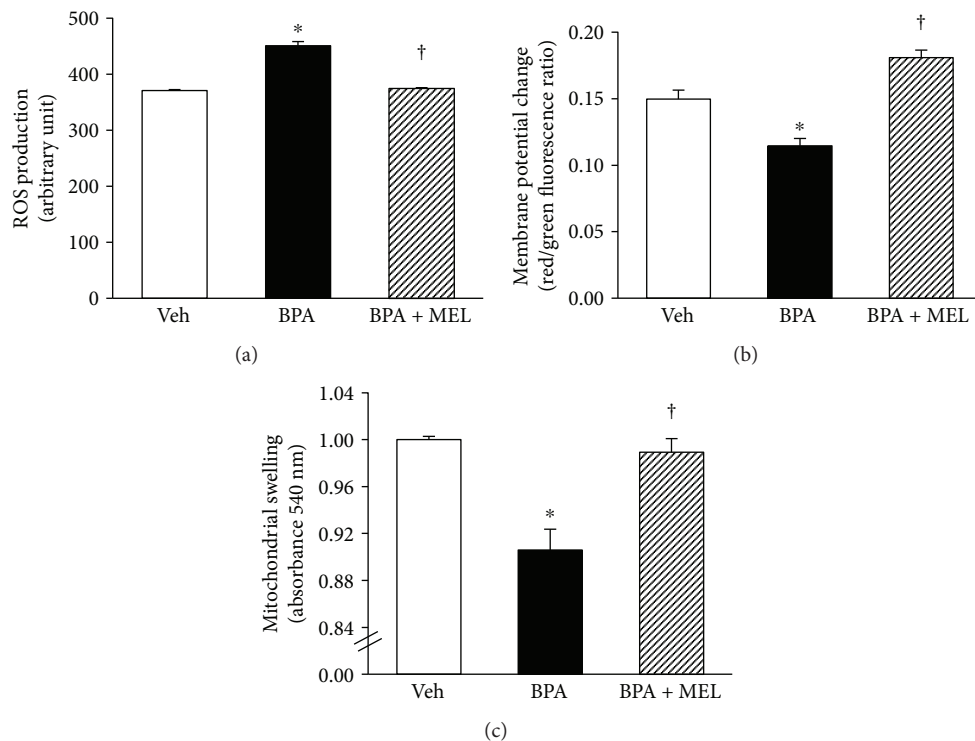 ROS production
(arbitrary unit)
500
400
300
200
100
0
*
†
Veh
BPA
BPA + MEL
(a)
Membrane potential change
(red/green fluorescence ratio)
0.20
0.15
0.10
0.05
0.00
*
†
Veh
BPA
BPA + MEL
(b)
Mitochondrial swelling
(absorbance 540 nm)
1.04
1.00
0.96
0.92
0.88
0.84
0.00
*
†
Veh
BPA
BPA + MEL
(c)